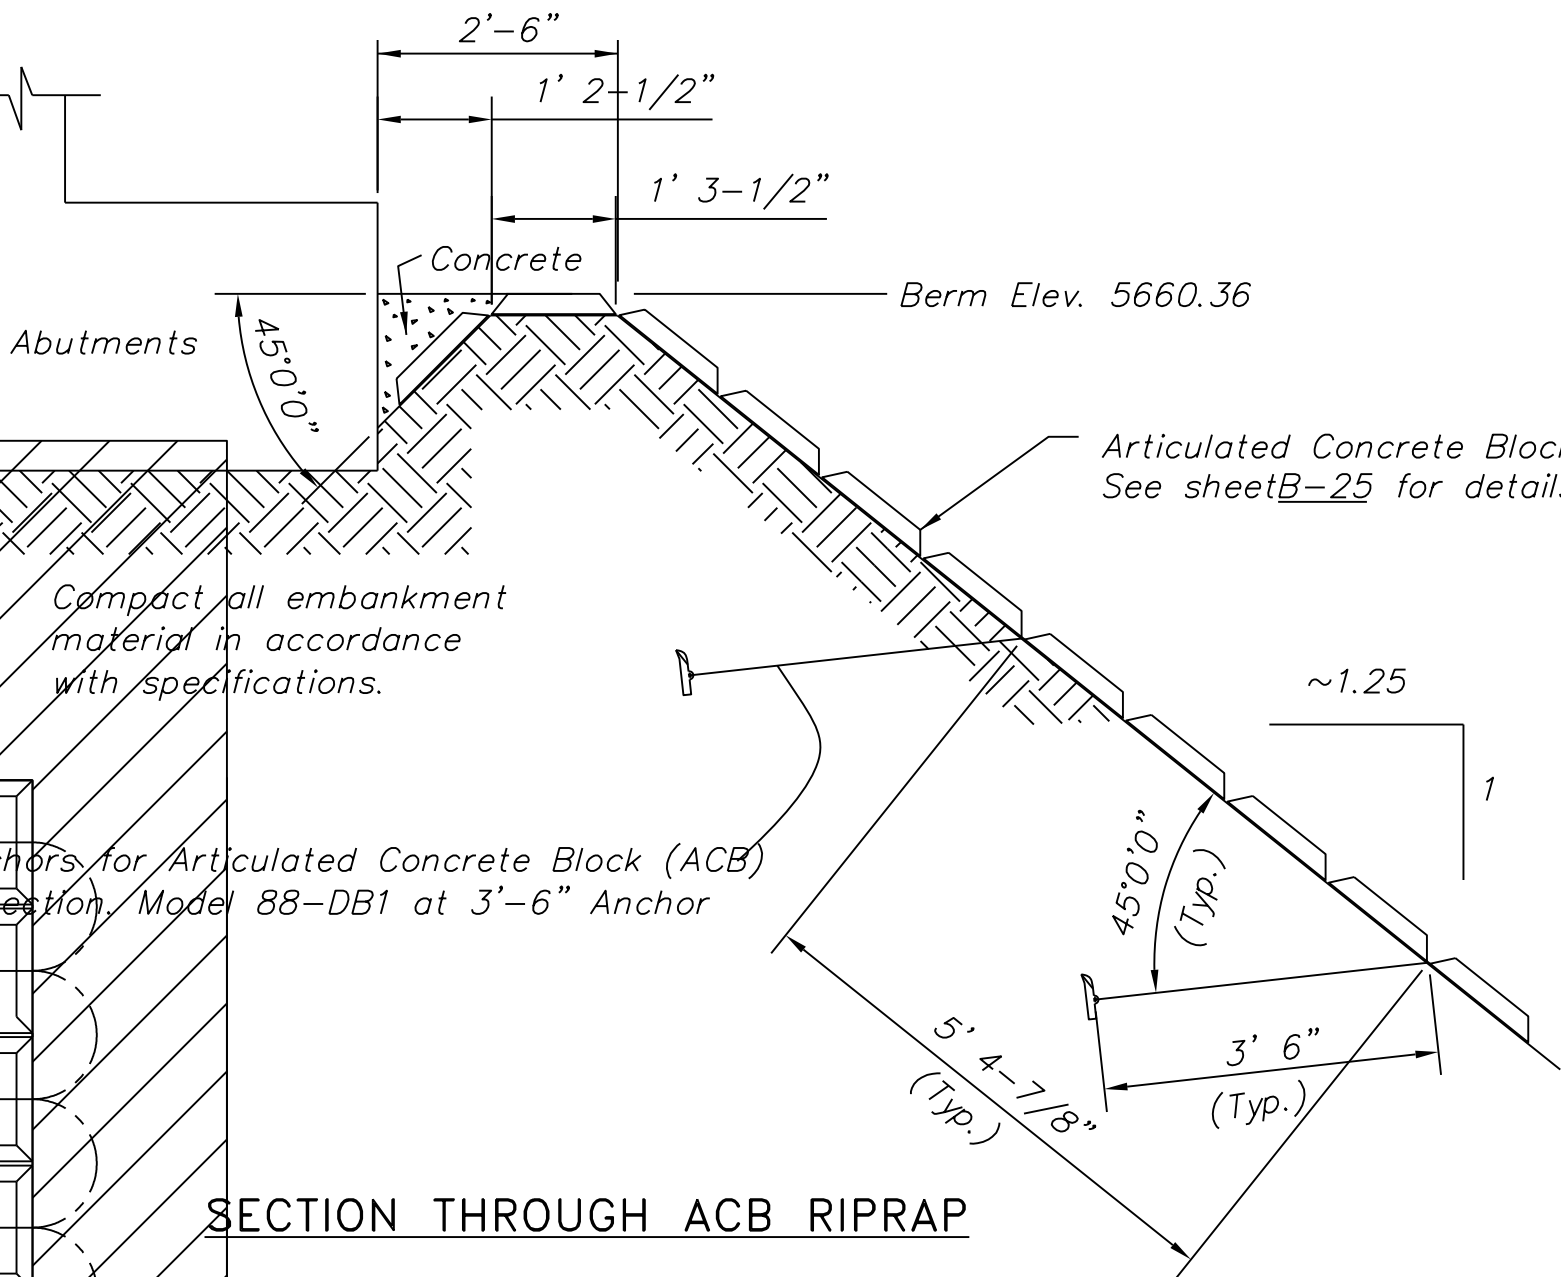 2'-6"
1' 2-1/2"
1' 3-1/2"
Concrete
Berm Elev. 5660.36
Abutments
45°0'0"
Articulated Concrete Block
See sheet B-25 for details
Compact all embankment
material in accordance
with specifications.
~1.25
1
chors for Articulated Concrete Block (ACB)
ection. Model 88-DB1 at 3'-6" Anchor
45°0'0"
(Typ.)
5' 4-7/8"
(Typ.)
3' 6"
(Typ.)
SECTION THROUGH ACB RIPRAP